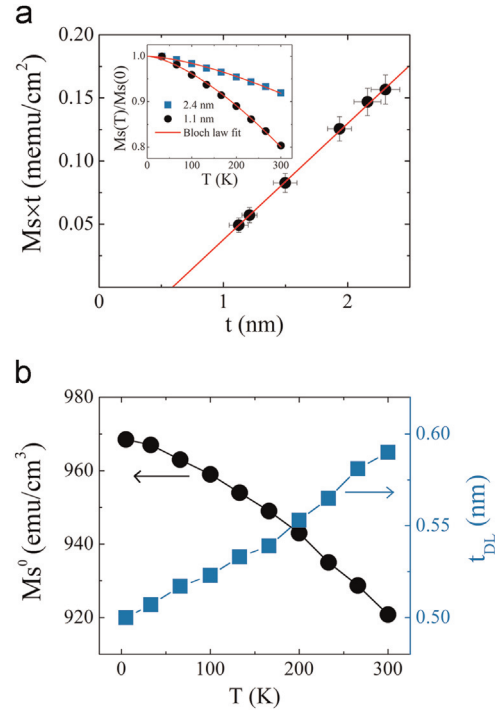 a
Ms×t (memu/cm²)
0.20
0.15
0.10
0.05
0
1
2
t (nm)
Ms(T)/Ms(0)
1.0
0.9
0.8
0
100
200
300
T (K)
2.4 nm
1.1 nm
Bloch law fit
b
Ms⁰ (emu/cm³)
980
960
940
920
0
100
200
300
T (K)
0.60
0.55
0.50
t_DL (nm)